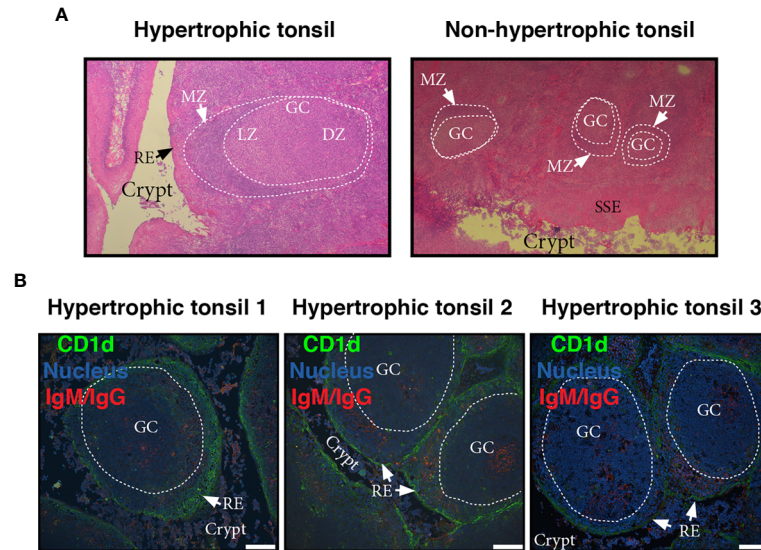 A
Hypertrophic tonsil
Non-hypertrophic tonsil
MZ
GC
LZ
DZ
RE
Crypt
MZ
GC
GC
MZ
GC
MZ
SSE
Crypt
B
Hypertrophic tonsil 1
Hypertrophic tonsil 2
Hypertrophic tonsil 3
CD1d
Nucleus
IgM/IgG
GC
RE
Crypt
CD1d
Nucleus
IgM/IgG
GC
GC
Crypt
RE
CD1d
Nucleus
IgM/IgG
GC
GC
RE
Crypt